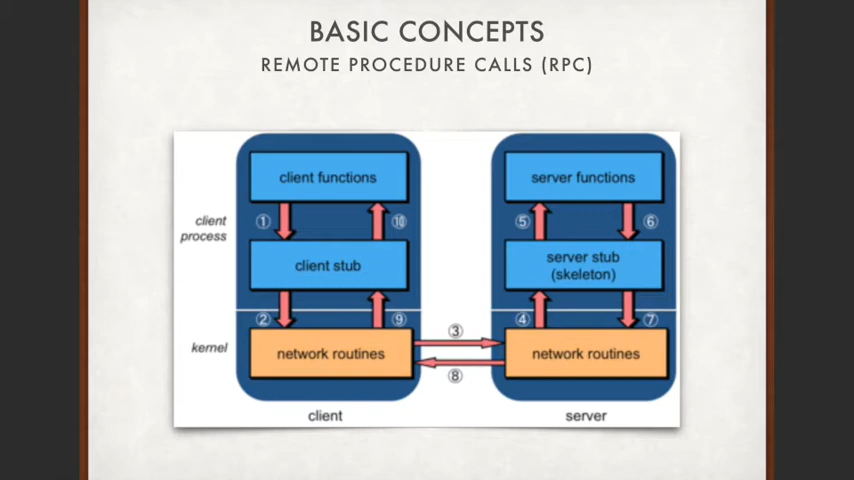 BASIC CONCEPTS
REMOTE PROCEDURE CALLS (RPC)
client functions
server functions
client
process
① ⑩ ⑤ ⑥
client stub
server stub
(skeleton)
② ⑨ ③ ④ ⑦
kernel
network routines
network routines
⑧
client
server